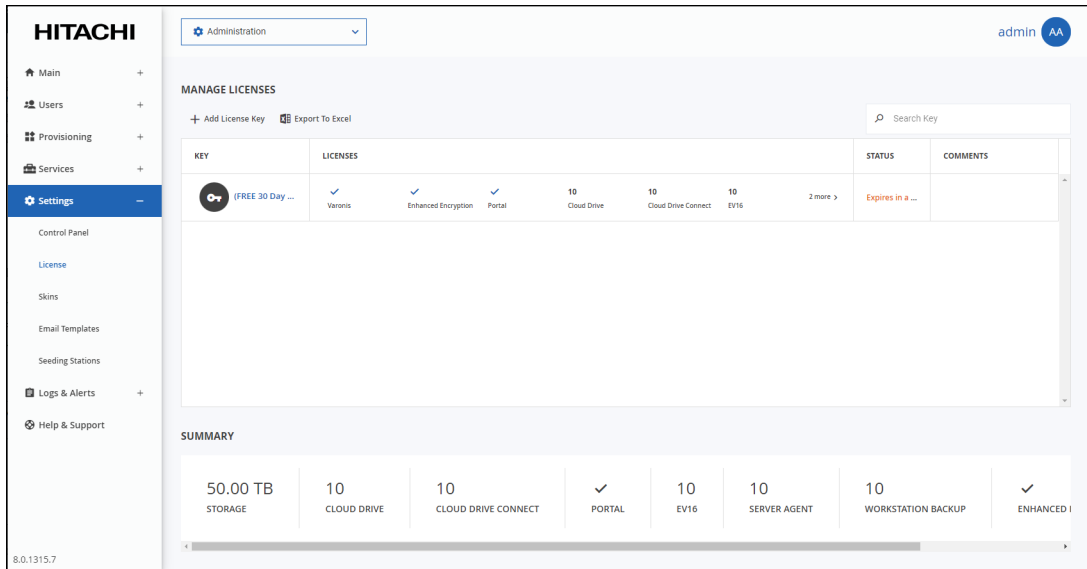 HITACHI
Administration
admin AA
Main +
Users +
Provisioning +
Services +
Settings –
Control Panel
License
Skins
Email Templates
Seeding Stations
Logs & Alerts +
Help & Support
8.0.1315.7
MANAGE LICENSES
+ Add License Key Export To Excel
Search Key
KEY LICENSES STATUS COMMENTS
(FREE 30 Day ... Varonis Enhanced Encryption Portal 10 Cloud Drive 10 Cloud Drive Connect 10 EV16 2 more > Expires in a ...
SUMMARY
50.00 TB 10 10 10 10 10
STORAGE CLOUD DRIVE CLOUD DRIVE CONNECT PORTAL EV16 SERVER AGENT WORKSTATION BACKUP ENHANCED